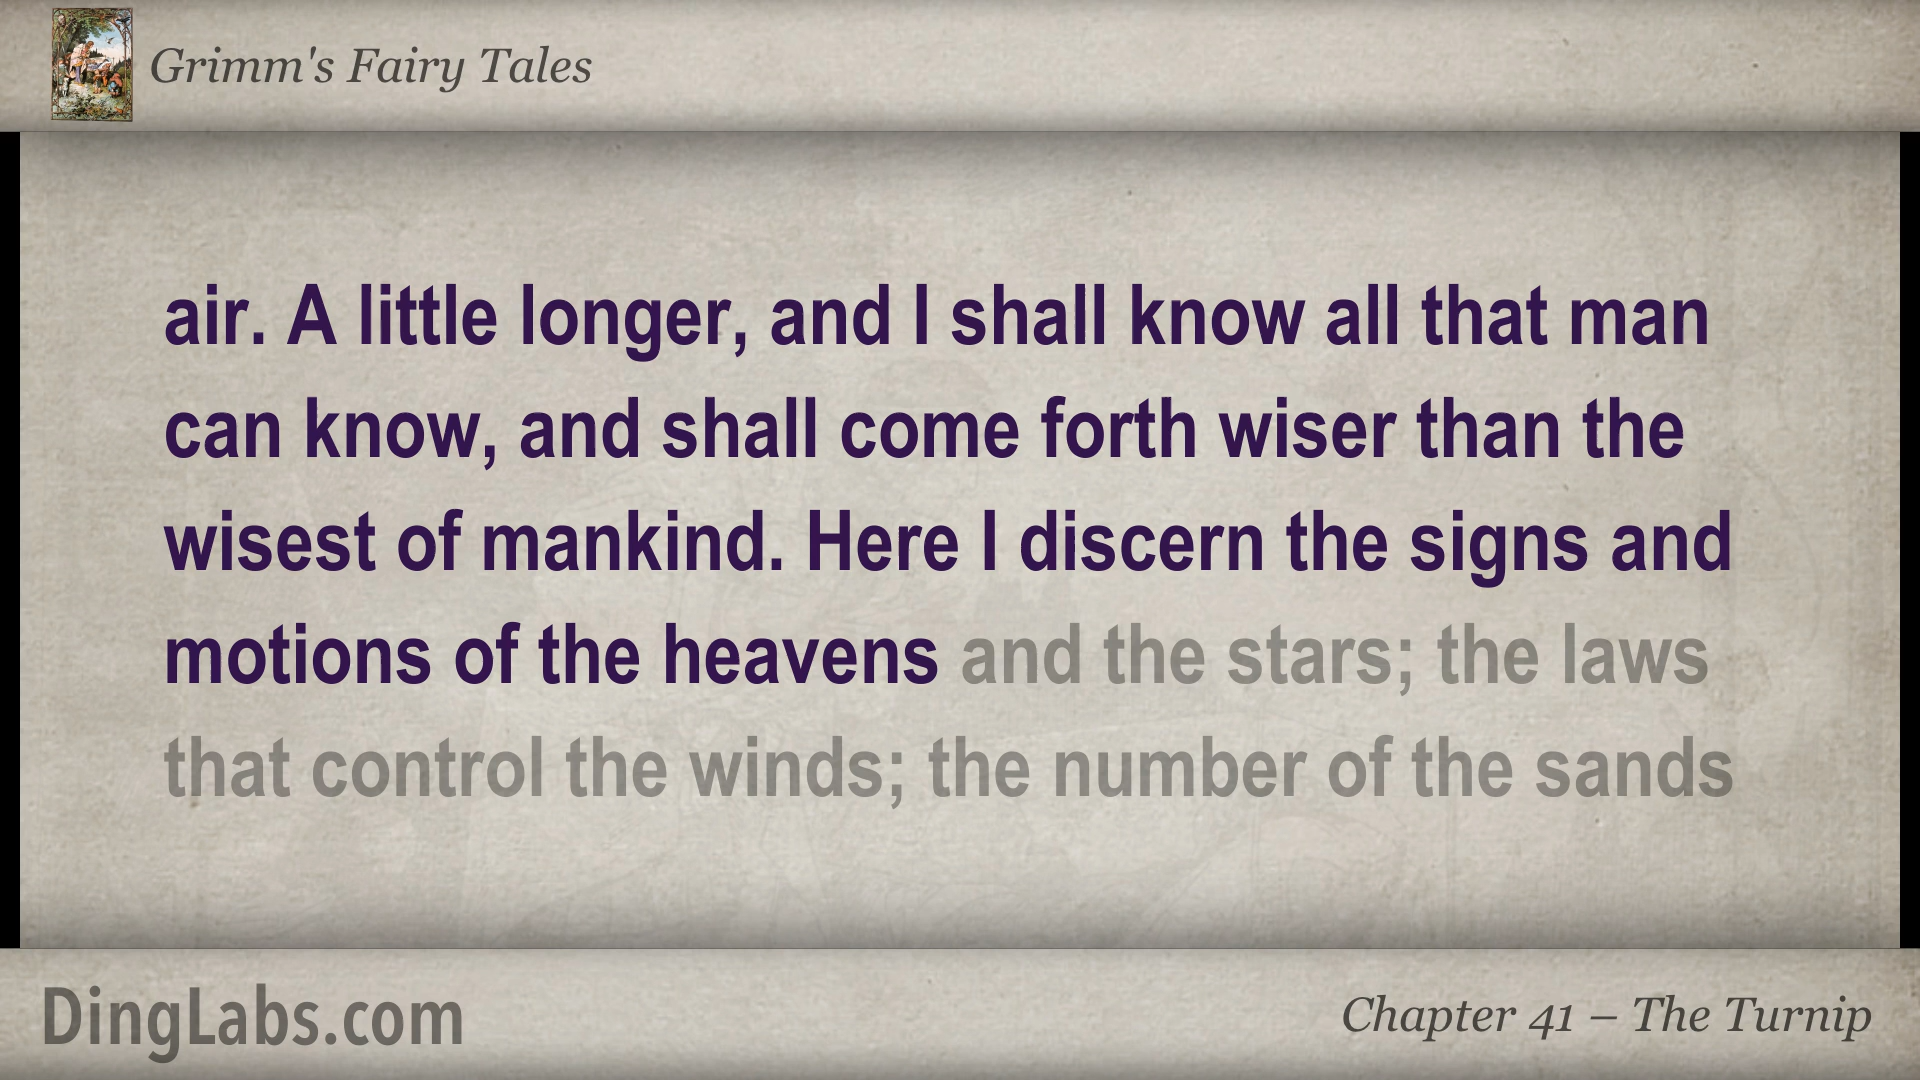 Grimm's Fairy Tales
air. A little longer, and I shall know all that man
can know, and shall come forth wiser than the
wisest of mankind. Here I discern the signs and
motions of the heavens and the stars; the laws
that control the winds; the number of the sands
DingLabs.com
Chapter 41 – The Turnip